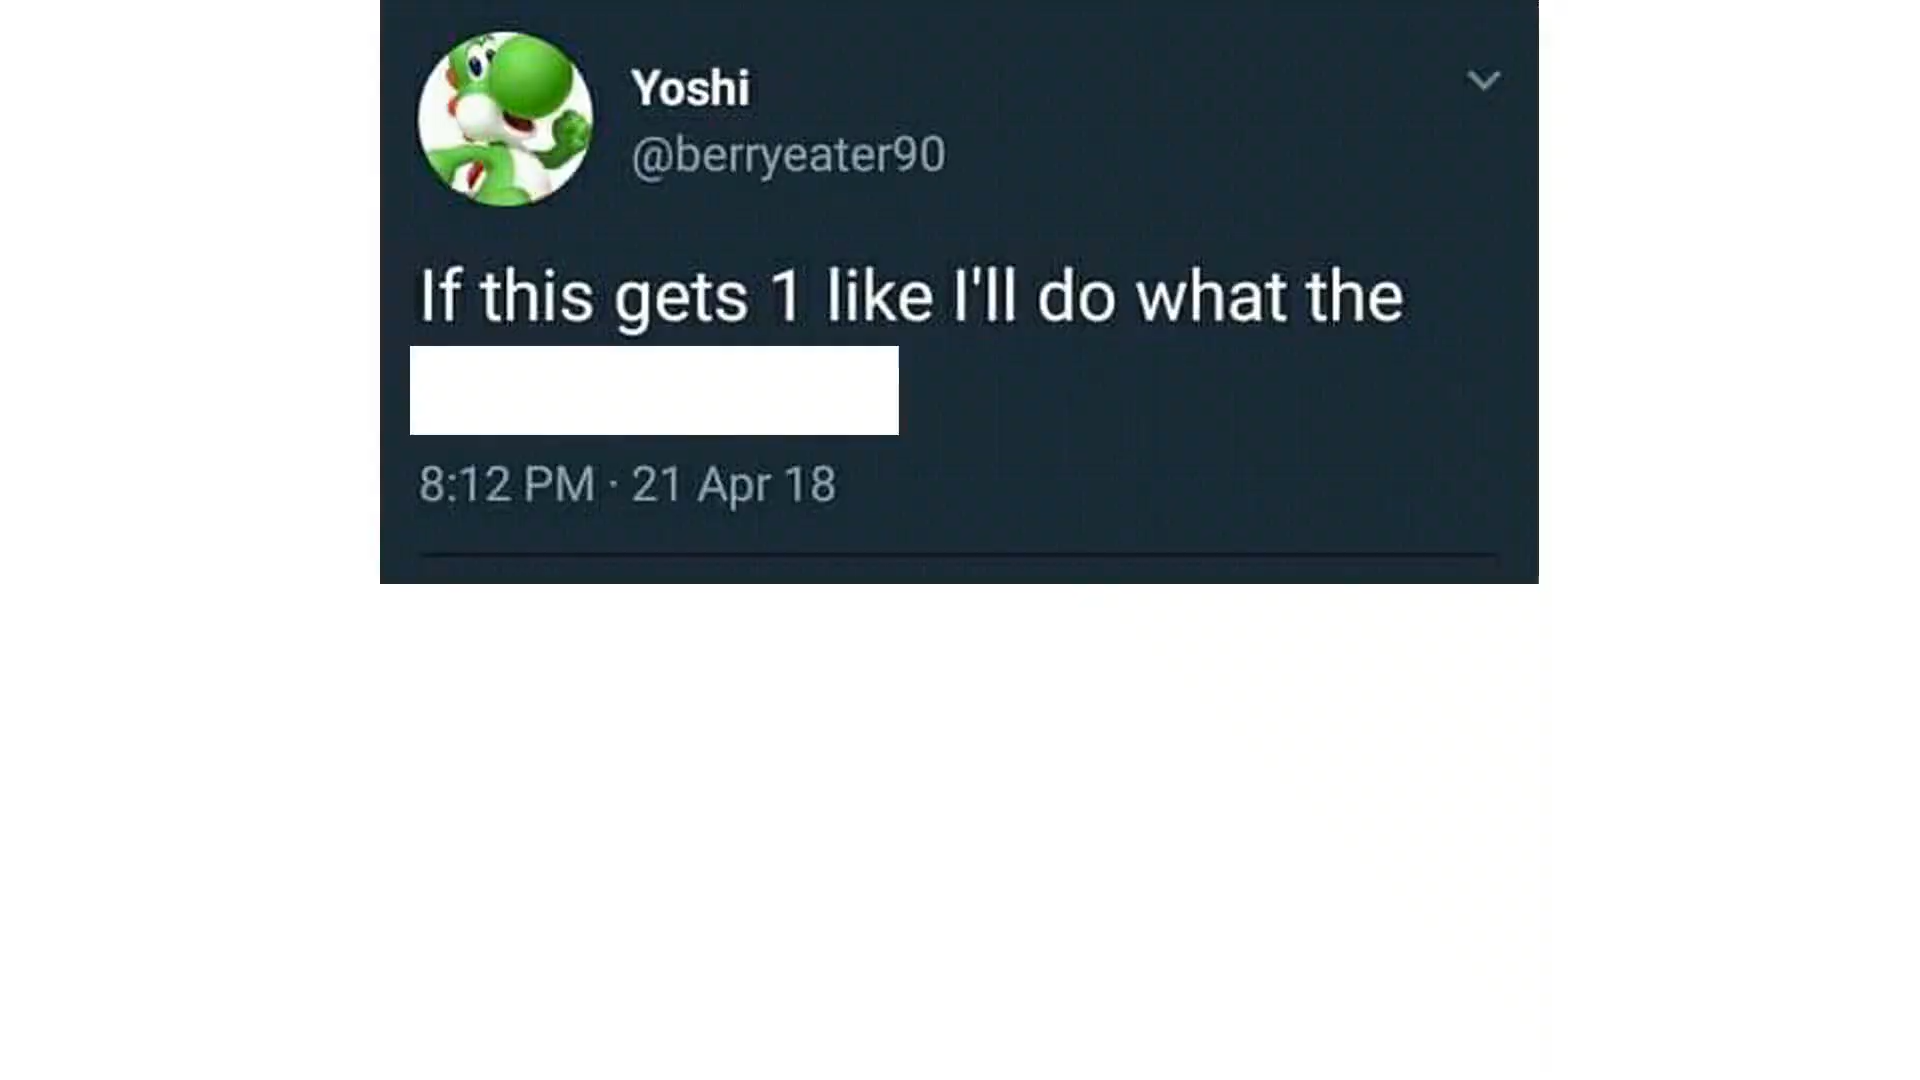 Yoshi
@berryeater90
If this gets 1 like I'll do what the
8:12 PM · 21 Apr 18